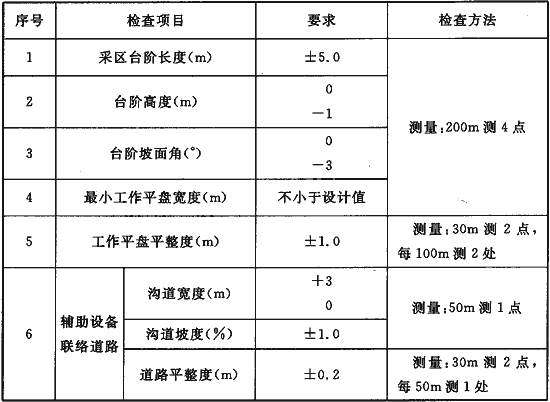 序号 检查项目 要求 检查方法
1 采区台阶长度(m) ±5.0
2 台阶高度(m) 0
−1
测量:200m 测 4 点
3 台阶坡面角(°) 0
−3
4 最小工作平盘宽度(m) 不小于设计值
5 工作平盘平整度(m) ±1.0 测量:30m 测 2 点,
每 100m 测 2 处
6 辅助设备
联络道路
沟道宽度(m) +3
0
测量:50m 测 1 点
沟道坡度(%) ±1.0
道路平整度(m) ±0.2 测量:30m 测 2 点,
每 50m 测 1 处